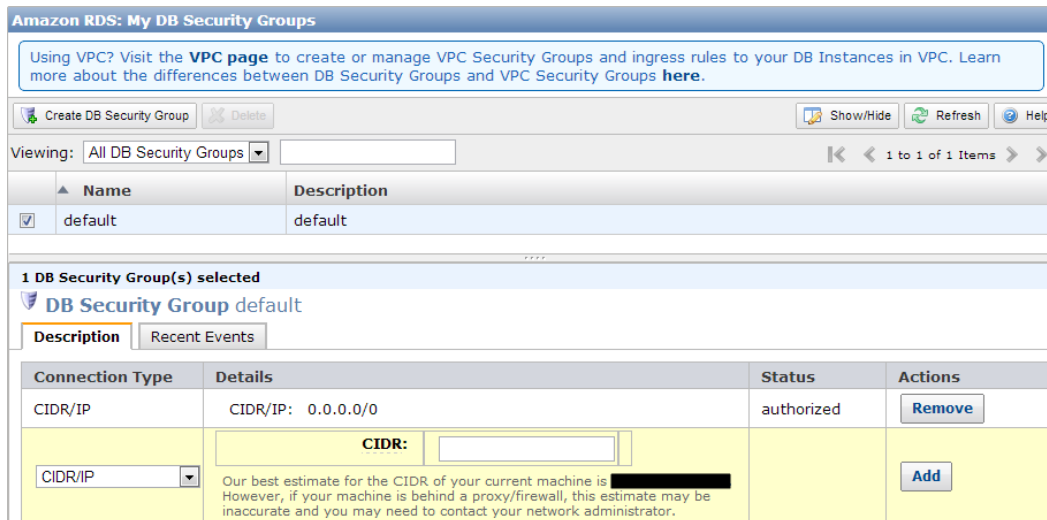 Amazon RDS: My DB Security Groups
Using VPC? Visit the VPC page to create or manage VPC Security Groups and ingress rules to your DB Instances in VPC. Learn
more about the differences between DB Security Groups and VPC Security Groups here.
Create DB Security Group Delete Show/Hide Refresh Help
Viewing: All DB Security Groups 1 to 1 of 1 Items
Name Description
default default
1 DB Security Group(s) selected
DB Security Group default
Description Recent Events
Connection Type Details Status Actions
CIDR/IP CIDR/IP: 0.0.0.0/0 authorized Remove
CIDR:
CIDR/IP Add
Our best estimate for the CIDR of your current machine is
However, if your machine is behind a proxy/firewall, this estimate may be
inaccurate and you may need to contact your network administrator.